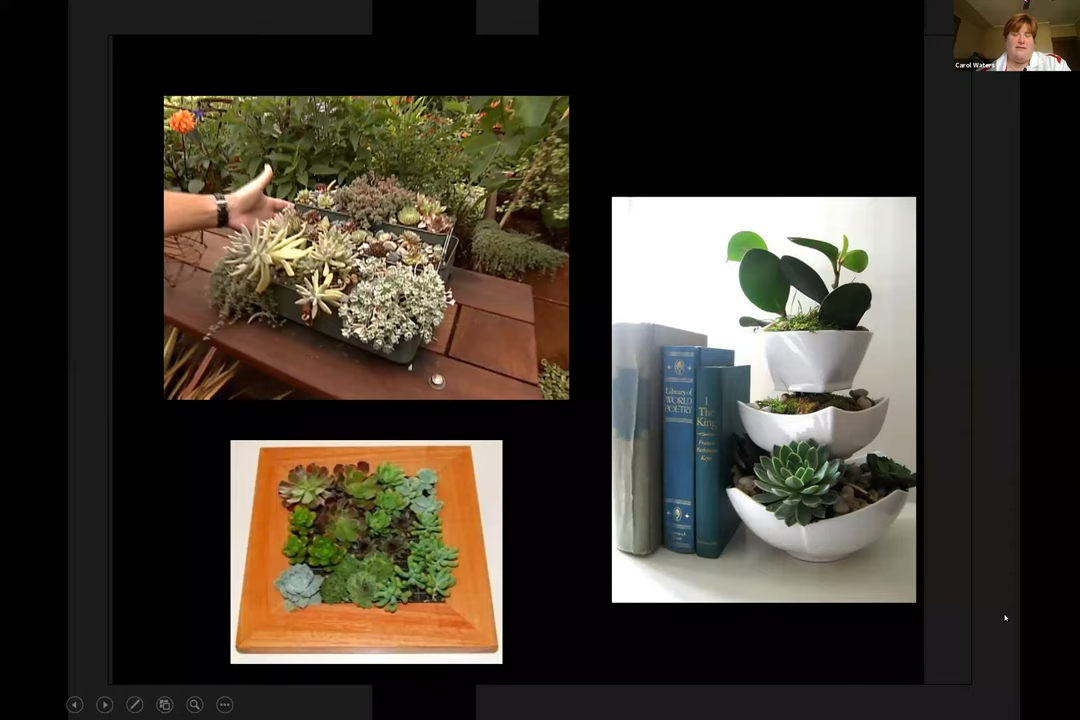 Carol Waters
Library of
WORLD
POETRY
I
The
King